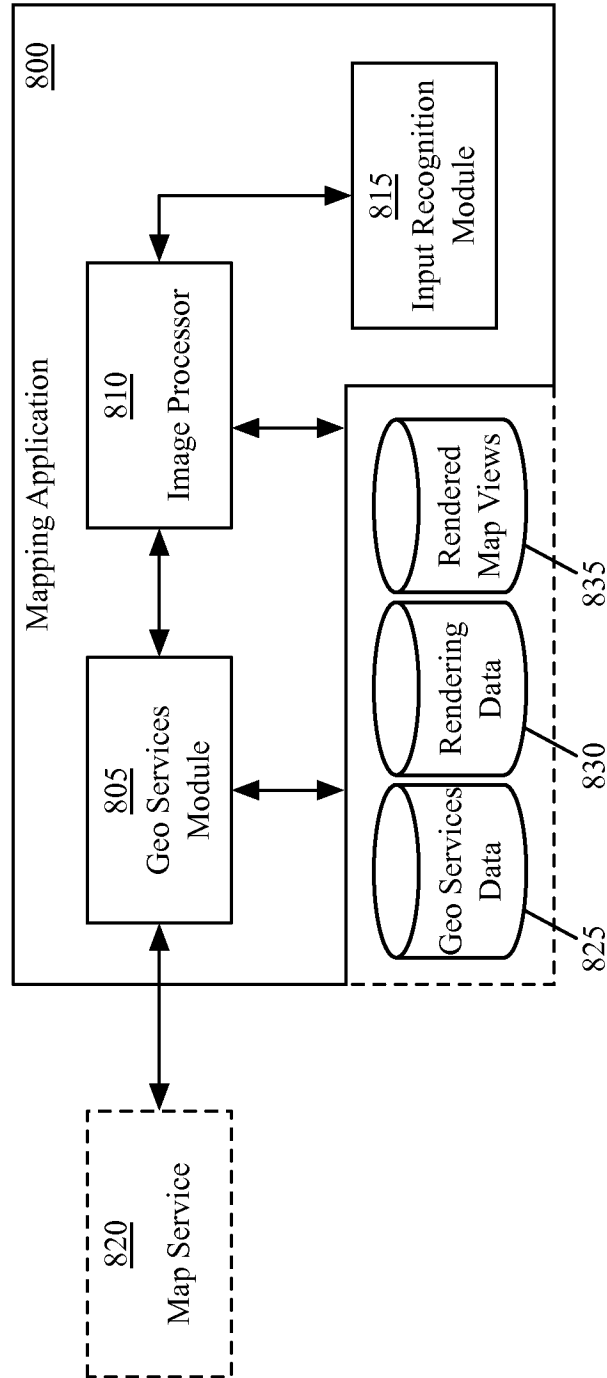 Mapping Application
800
820
Map Service
805
Geo Services
Module
810
Image Processor
815
Input Recognition
Module
Geo Services
Data
Rendering
Data
Rendered
Map Views
825
830
835